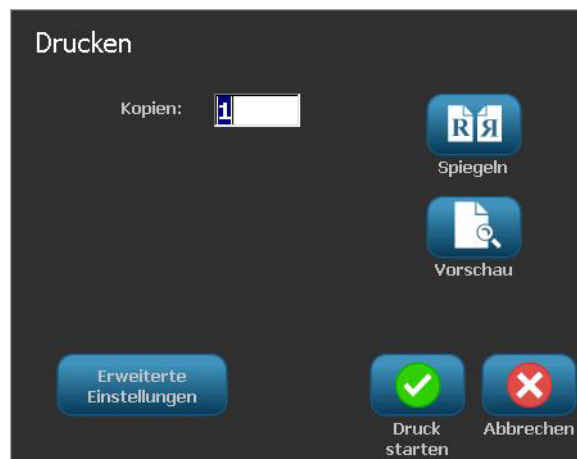 Drucken
Kopien:
1
R Я
Spiegeln
Vorschau
Erweiterte
Einstellungen
Druck
starten
Abbrechen